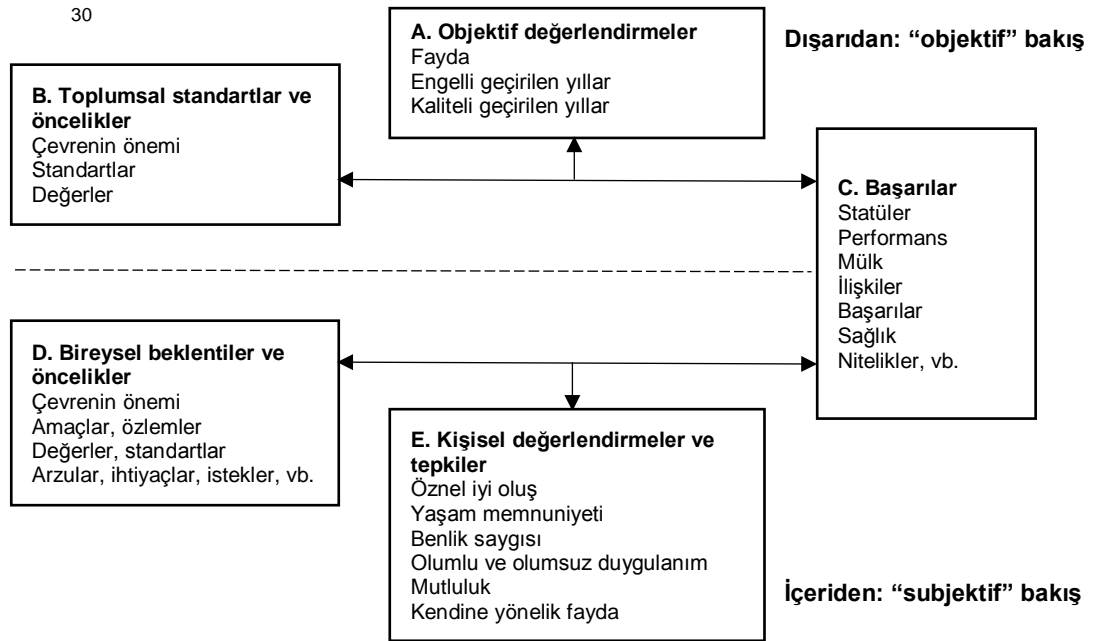 30
A. Objektif değerlendirmeler
Fayda
Engelli geçirilen yıllar
Kaliteli geçirilen yıllar
Dışarıdan: “objektif” bakış
B. Toplumsal standartlar ve
öncelikler
Çevrenin önemi
Standartlar
Değerler
C. Başarılar
Statüler
Performans
Mülk
İlişkiler
Başarılar
Sağlık
Nitelikler, vb.
D. Bireysel beklentiler ve
öncelikler
Çevrenin önemi
Amaçlar, özlemler
Değerler, standartlar
Arzular, ihtiyaçlar, istekler, vb.
E. Kişisel değerlendirmeler ve
tepkiler
Öznel iyi oluş
Yaşam memnuniyeti
Benlik saygısı
Olumlu ve olumsuz duygulanım
Mutluluk
Kendine yönelik fayda
İçeriden: “subjektif” bakış